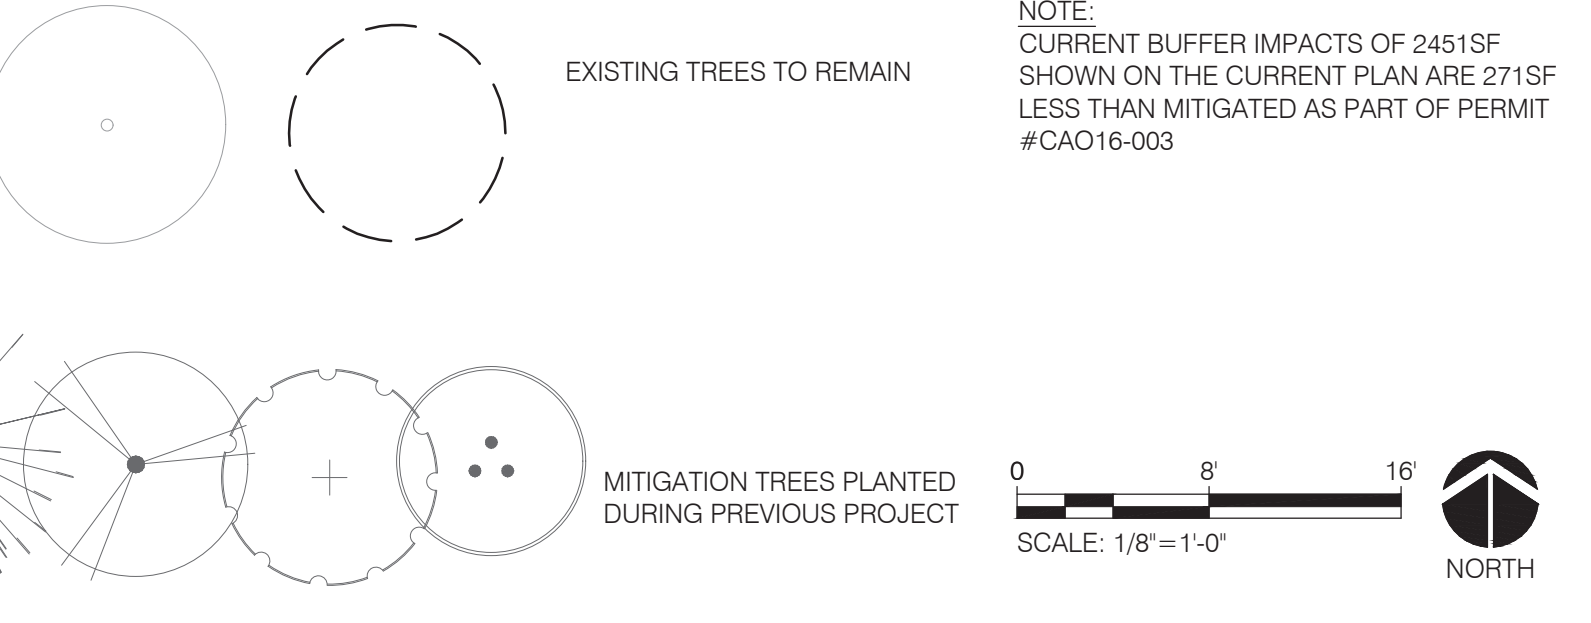 EXISTING TREES TO REMAIN
NOTE:
CURRENT BUFFER IMPACTS OF 2451SF
SHOWN ON THE CURRENT PLAN ARE 271SF
LESS THAN MITIGATED AS PART OF PERMIT
#CAO16-003
MITIGATION TREES PLANTED
DURING PREVIOUS PROJECT
0 8' 16'
SCALE: 1/8"=1'-0"
NORTH